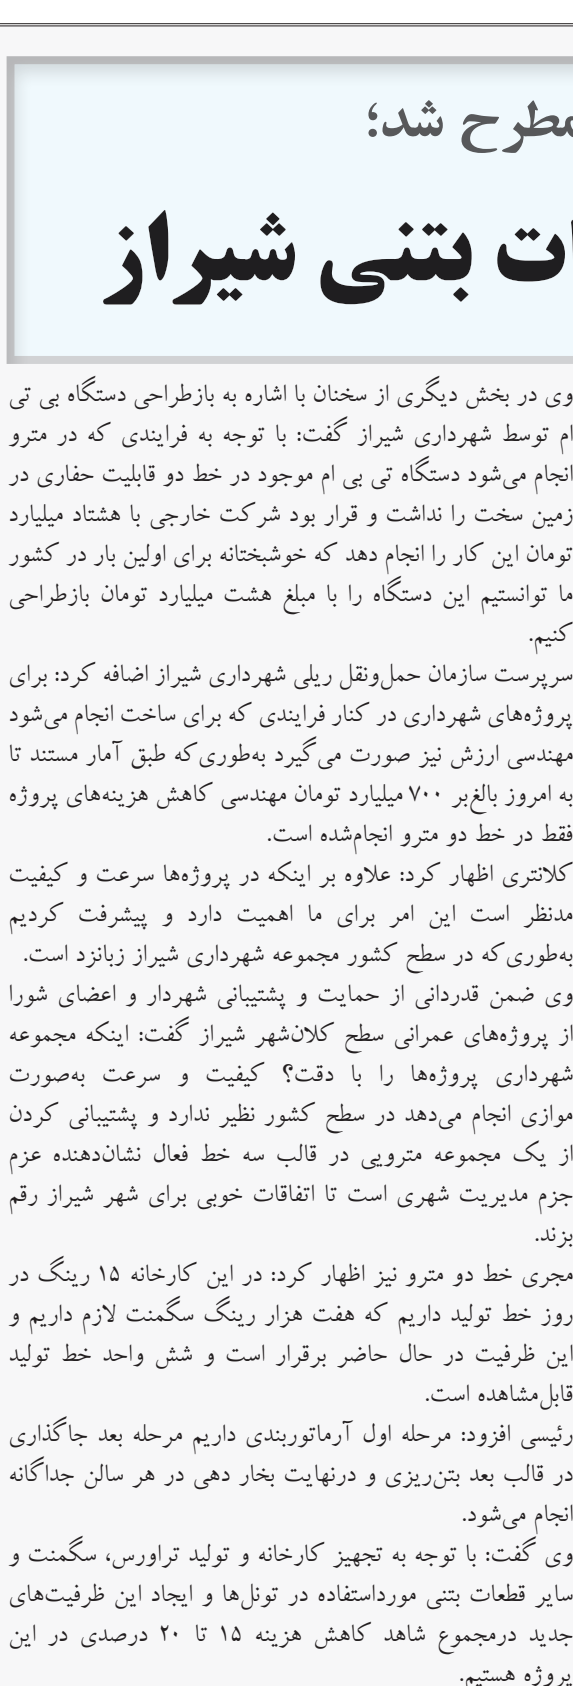 مطرح شد؛
ات بتنی شیراز
وی در بخش دیگری از سخنان با اشاره به بازطراحی دستگاه بی تی
ام توسط شهرداری شیراز گفت: با توجه به فرایندی که در مترو
انجام می‌شود دستگاه تی بی ام موجود در خط دو قابلیت حفاری در
زمین سخت را نداشت و قرار بود شرکت خارجی با هشتاد میلیارد
تومان این کار را انجام دهد که خوشبختانه برای اولین بار در کشور
ما توانستیم این دستگاه را با مبلغ هشت میلیارد تومان بازطراحی
کنیم.
سرپرست سازمان حمل‌ونقل ریلی شهرداری شیراز اضافه کرد: برای
پروژه‌های شهرداری در کنار فرایندی که برای ساخت انجام می‌شود
مهندسی ارزش نیز صورت می‌گیرد به‌طوری‌که طبق آمار مستند تا
به امروز بالغ‌بر ۷۰۰ میلیارد تومان مهندسی کاهش هزینه‌های پروژه
فقط در خط دو مترو انجام‌شده است.
کلانتری اظهار کرد: علاوه بر اینکه در پروژه‌ها سرعت و کیفیت
مدنظر است این امر برای ما اهمیت دارد و پیشرفت کردیم
به‌طوری‌که در سطح کشور مجموعه شهرداری شیراز زبانزد است.
وی ضمن قدردانی از حمایت و پشتیبانی شهردار و اعضای شورا
از پروژه‌های عمرانی سطح کلان‌شهر شیراز گفت: اینکه مجموعه
شهرداری پروژه‌ها را با دقت؟ کیفیت و سرعت به‌صورت
موازی انجام می‌دهد در سطح کشور نظیر ندارد و پشتیبانی کردن
از یک مجموعه مترویی در قالب سه خط فعال نشان‌دهنده عزم
جزم مدیریت شهری است تا اتفاقات خوبی برای شهر شیراز رقم
بزند.
مجری خط دو مترو نیز اظهار کرد: در این کارخانه ۱۵ رینگ در
روز خط تولید داریم که هفت هزار رینگ سگمنت لازم داریم و
این ظرفیت در حال حاضر برقرار است و شش واحد خط تولید
قابل‌مشاهده است.
رئیسی افزود: مرحله اول آرماتوربندی داریم مرحله بعد جاگذاری
در قالب بعد بتن‌ریزی و درنهایت بخار دهی در هر سالن جداگانه
انجام می‌شود.
وی گفت: با توجه به تجهیز کارخانه و تولید تراورس، سگمنت و
سایر قطعات بتنی مورداستفاده در تونل‌ها و ایجاد این ظرفیت‌های
جدید درمجموع شاهد کاهش هزینه ۱۵ تا ۲۰ درصدی در این
پروژه هستیم.